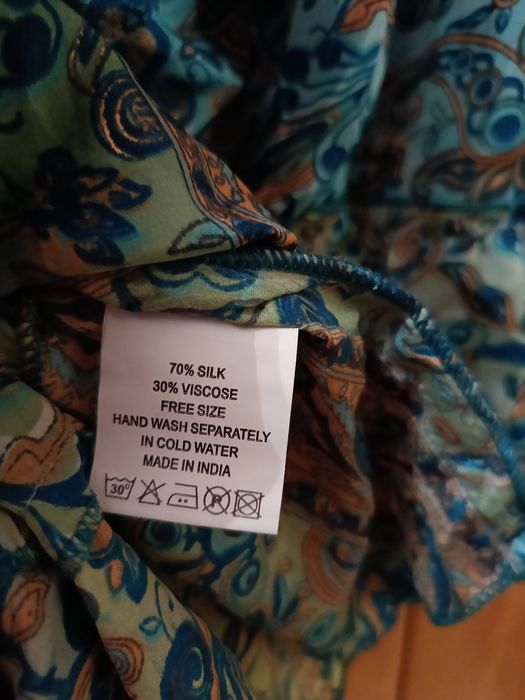 70% SILK
30% VISCOSE
FREE SIZE
HAND WASH SEPARATELY
IN COLD WATER
MADE IN INDIA
30° P